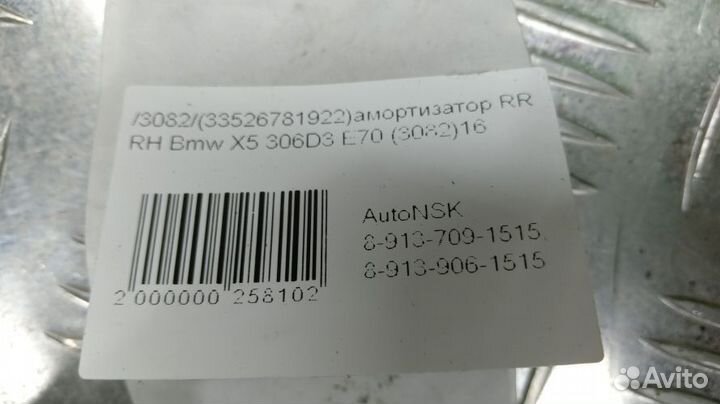 /3082/(33526781922)амортизатор RR
RH Bmw X5 306D3 E70 (3082)16
AutoNSK
8-913-709-1515,
8-913-906-1515
2 000000 258102
Avito